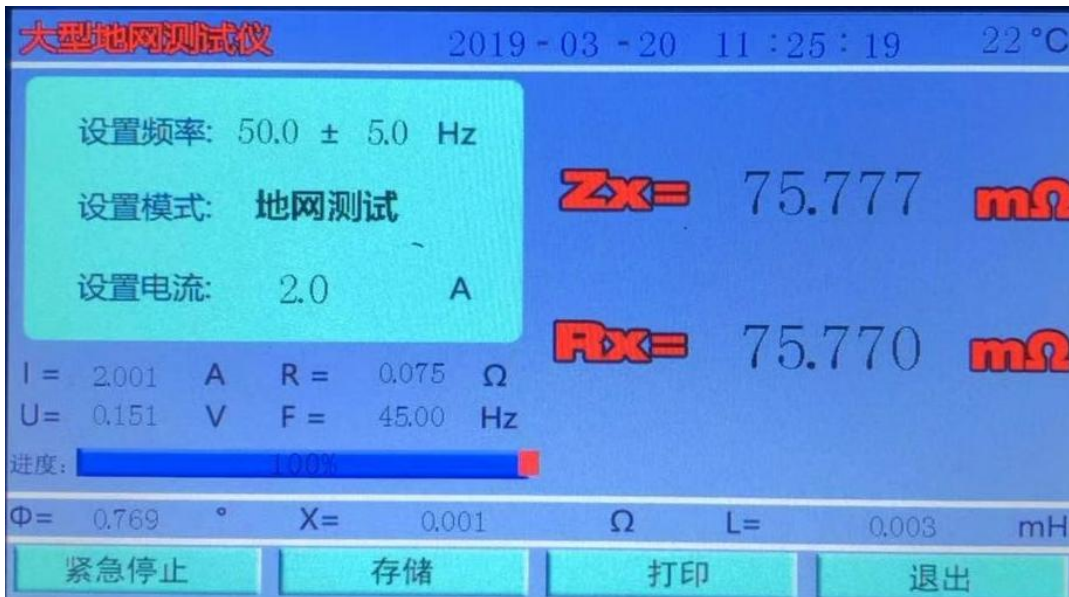 大型地网测试仪 2019-03-20 11:25:19 22°C
设置频率: 50.0 ± 5.0 Hz
设置模式: 地网测试
设置电流: 2.0 A
Zx= 75.777 mΩ
Rx= 75.770 mΩ
I = 2.001 A R = 0.075 Ω
U= 0.151 V F = 45.00 Hz
进度: 100%
Φ= 0.769 ° X= 0.001 Ω L= 0.003 mH
紧急停止 存储 打印 退出